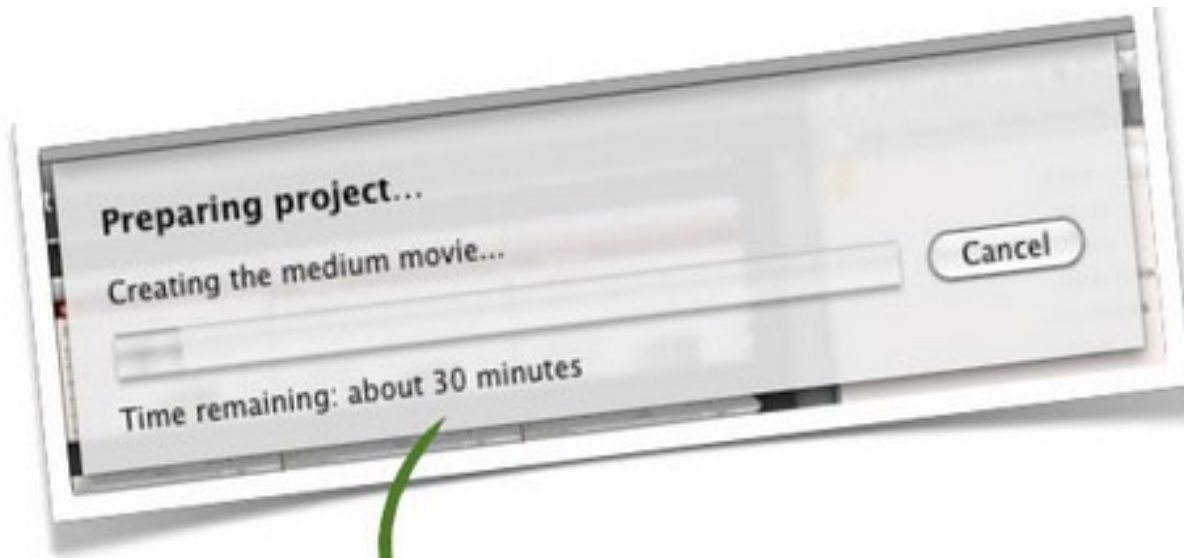 Preparing project...
Creating the medium movie...
Cancel
Time remaining: about 30 minutes